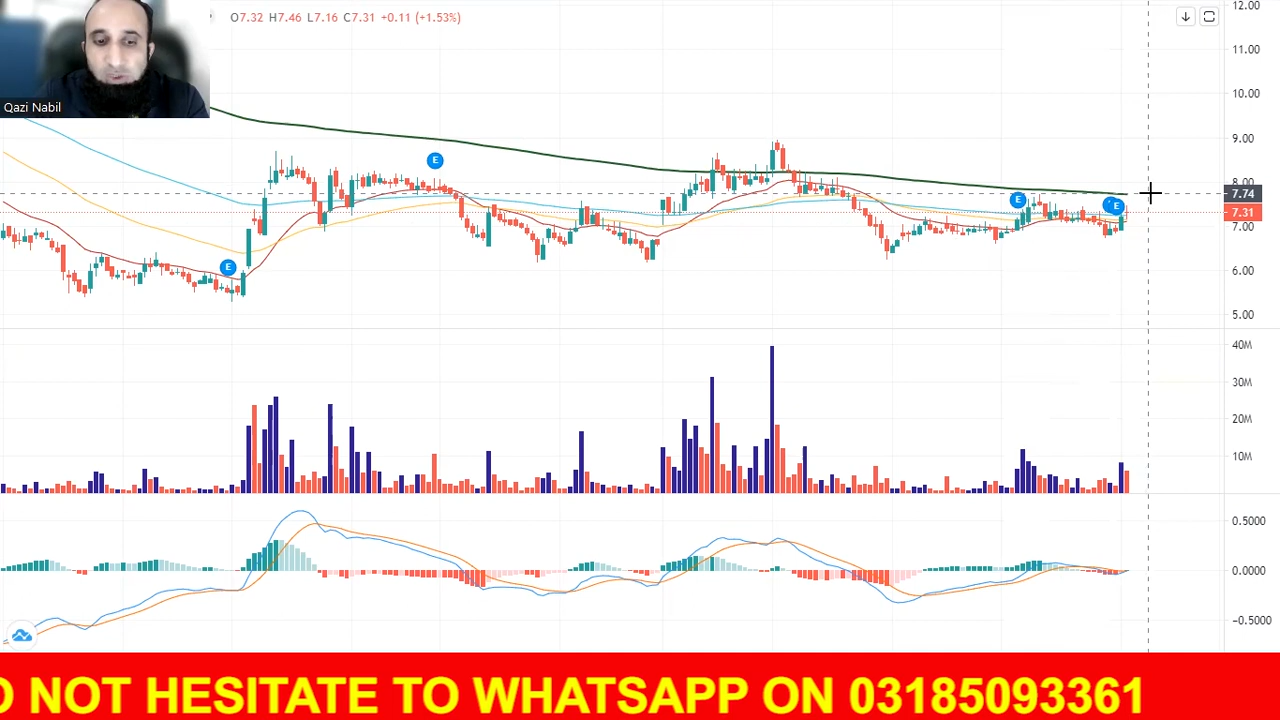 O7.32 H7.46 L7.16 C7.31 +0.11 (+1.53%)
Qazi Nabil
12.00
11.00
10.00
9.00
8.00
7.74
7.31
7.00
6.00
5.00
E
E
E
E
40M
30M
20M
10M
0.5000
0.0000
−0.5000
O NOT HESITATE TO WHATSAPP ON 03185093361